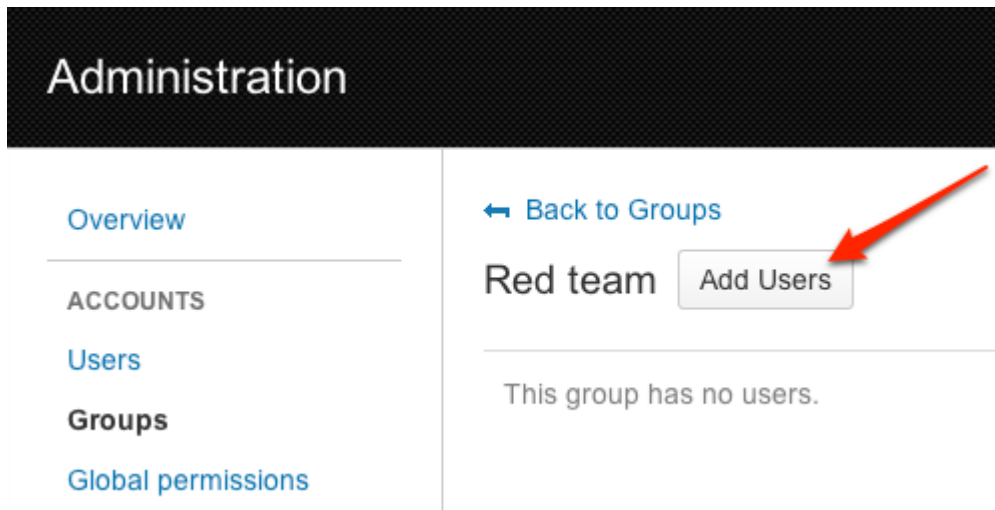 Administration
Overview
ACCOUNTS
Users
Groups
Global permissions
Back to Groups
Red team
Add Users
This group has no users.